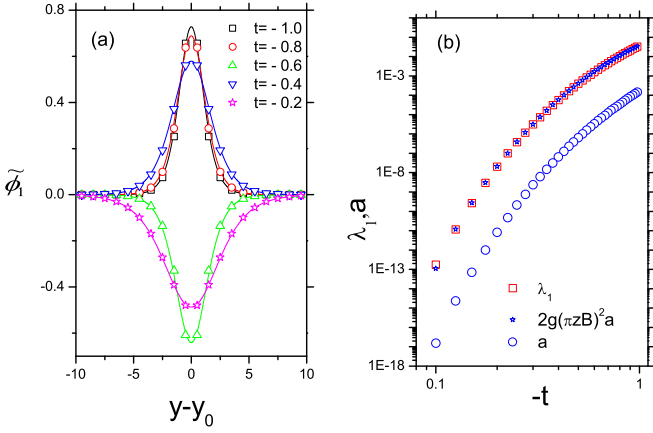 (a)
t= - 1.0
t= - 0.8
t= - 0.6
t= - 0.4
t= - 0.2
0.8
0.4
0.0
-0.4
ϕ̃₁
-10
-5
0
5
10
y-y₀
(b)
1E-3
1E-8
1E-13
1E-18
λ₁,a
λ₁
2g(πzB)²a
a
0.1
1
-t